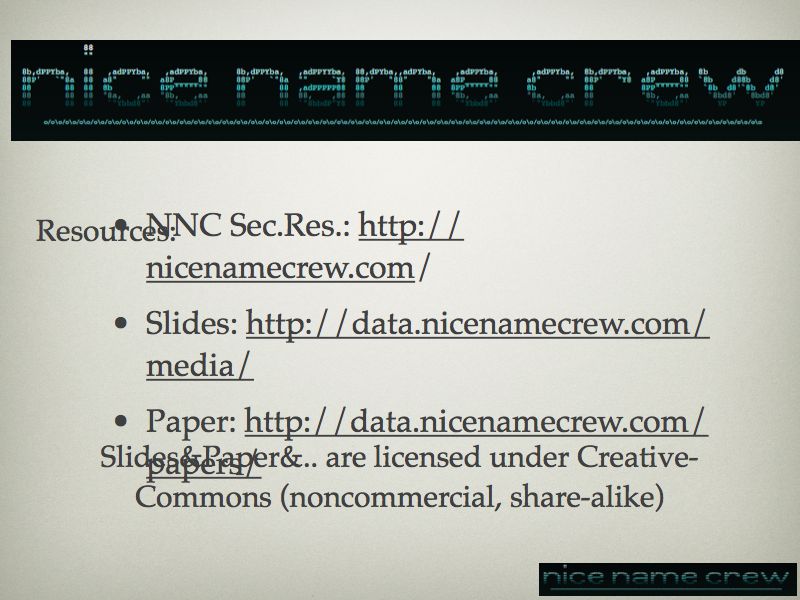 nice name crew
Resources:
• NNC Sec.Res.: http://
nicenamecrew.com/
• Slides: http://data.nicenamecrew.com/
media/
• Paper: http://data.nicenamecrew.com/
papers/
Slides&Paper&.. are licensed under Creative-
Commons (noncommercial, share-alike)
nice name crew